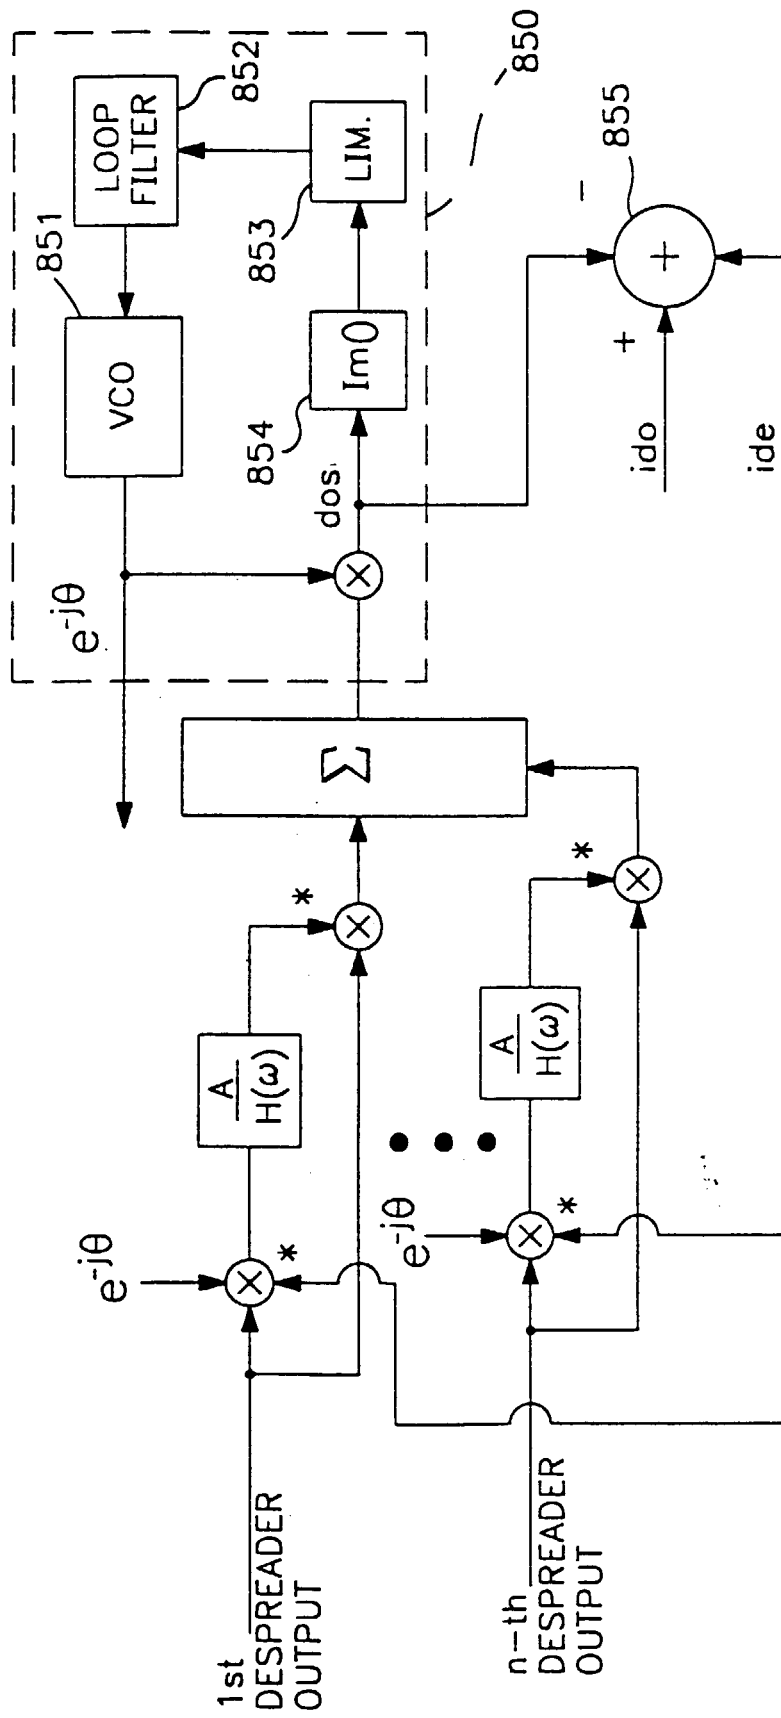 1st
DESPREADER
OUTPUT
n-th
DESPREADER
OUTPUT
e-jθ
*
A
H(ω)
*
e-jθ
*
A
H(ω)
*
Σ
e-jθ
VCO
851
LOOP
FILTER
852
LIM.
853
Im()
854
dos
850
855
+
-
+
ido
ide